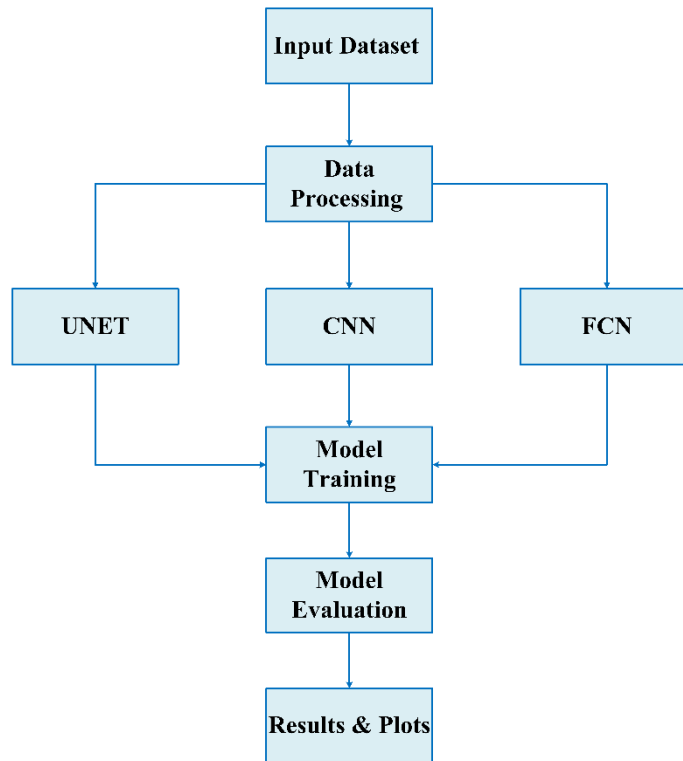 Input Dataset
Data
Processing
UNET
CNN
FCN
Model
Training
Model
Evaluation
Results & Plots